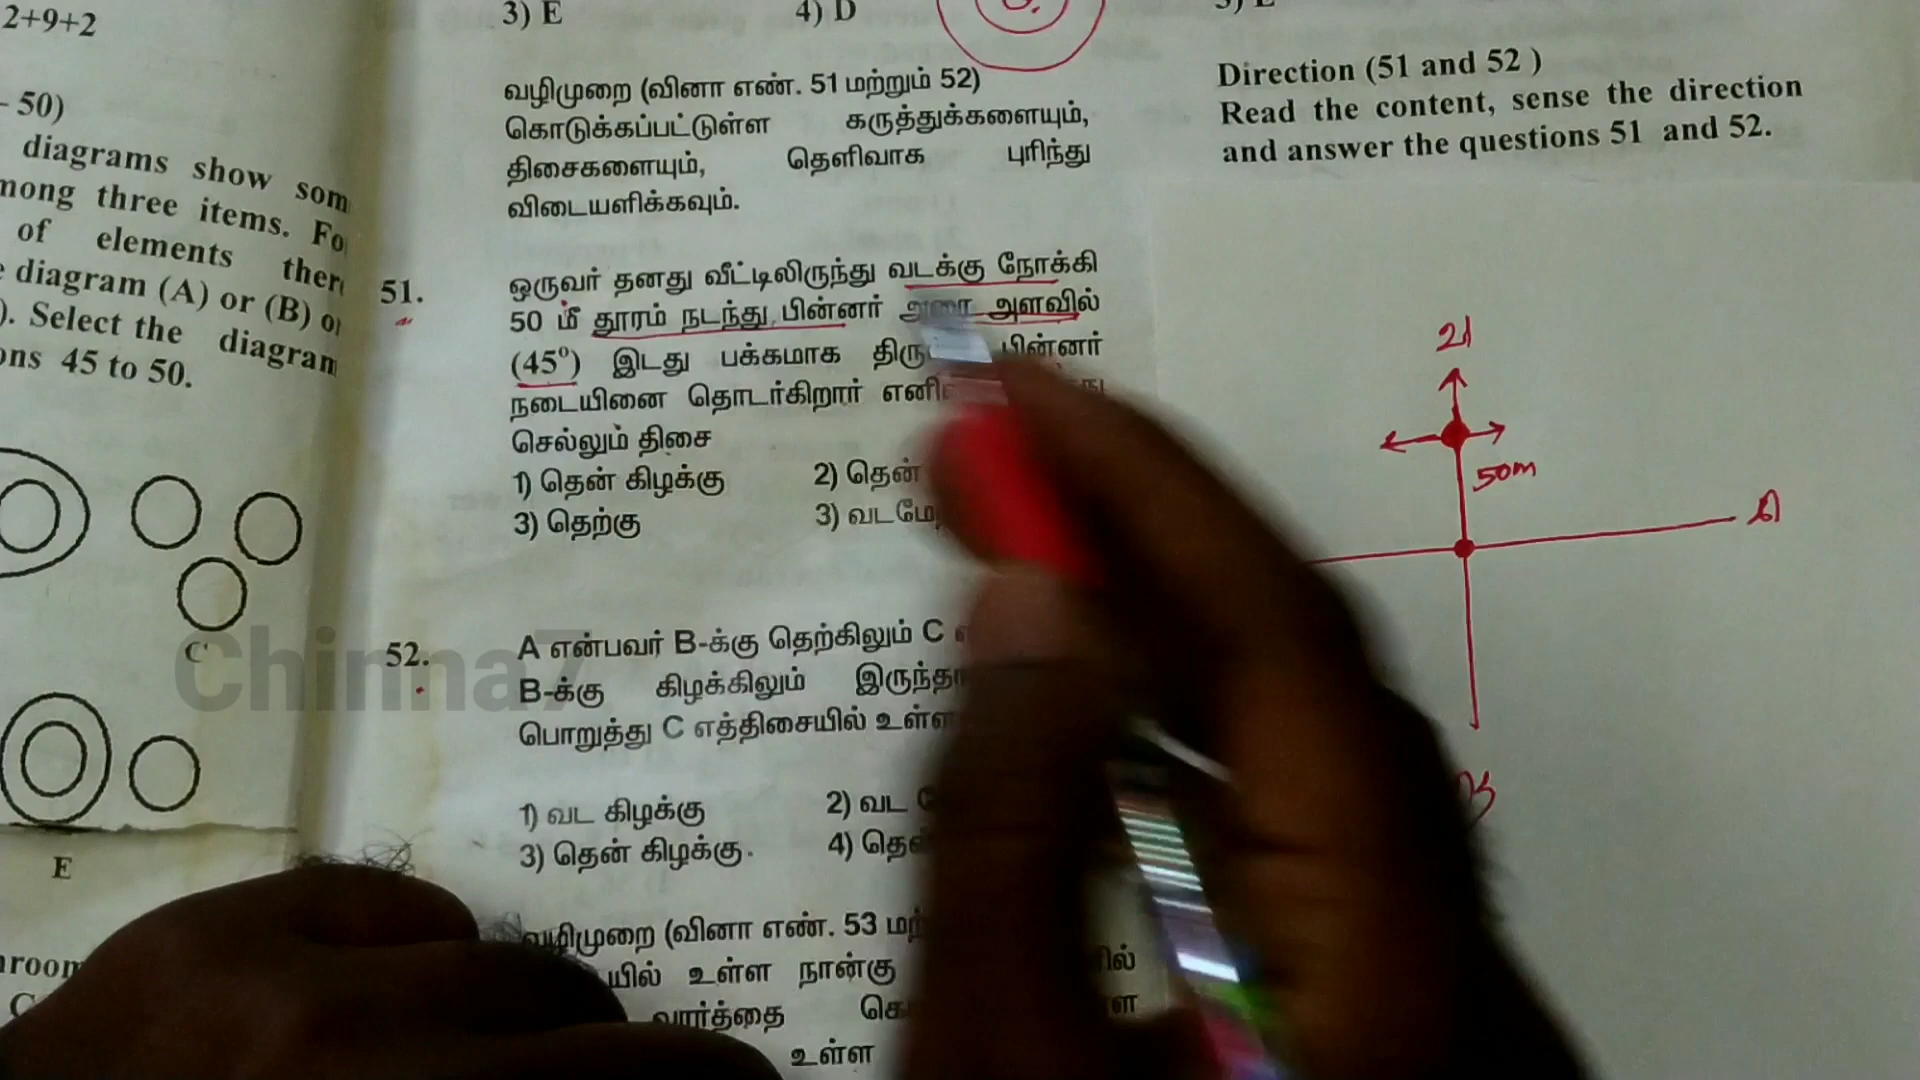 2+9+2
- 50)
diagrams show som
mong three items. Fo
of elements ther
e diagram (A) or (B) o
). Select the diagram
ons 45 to 50.
C
E
3) E 4) D
வழிமுறை (வினா எண். 51 மற்றும் 52)
கொடுக்கப்பட்டுள்ள கருத்துக்களையும்,
திசைகளையும், தெளிவாக புரிந்து
விடையளிக்கவும்.
51. ஒருவர் தனது வீட்டிலிருந்து வடக்கு நோக்கி
50 மீ தூரம் நடந்து பின்னர் அரை அளவில்
(45°) இடது பக்கமாக திரு பின்னர்
நடையினை தொடர்கிறார் எனி
செல்லும் திசை
1) தென் கிழக்கு 2) தென்
3) தெற்கு 3) வடமே
52. A என்பவர் B-க்கு தெற்கிலும் C
B-க்கு கிழக்கிலும் இருந்தா
பொறுத்து C எத்திசையில் உள்ள
1) வட கிழக்கு 2) வட
3) தென் கிழக்கு. 4) தென்
வழிமுறை (வினா எண். 53 மற்
யில் உள்ள நான்கு ளில்
வார்த்தை கொ ள்ள
உள்ள
Direction (51 and 52 )
Read the content, sense the direction
and answer the questions 51 and 52.
50m
Chinna7